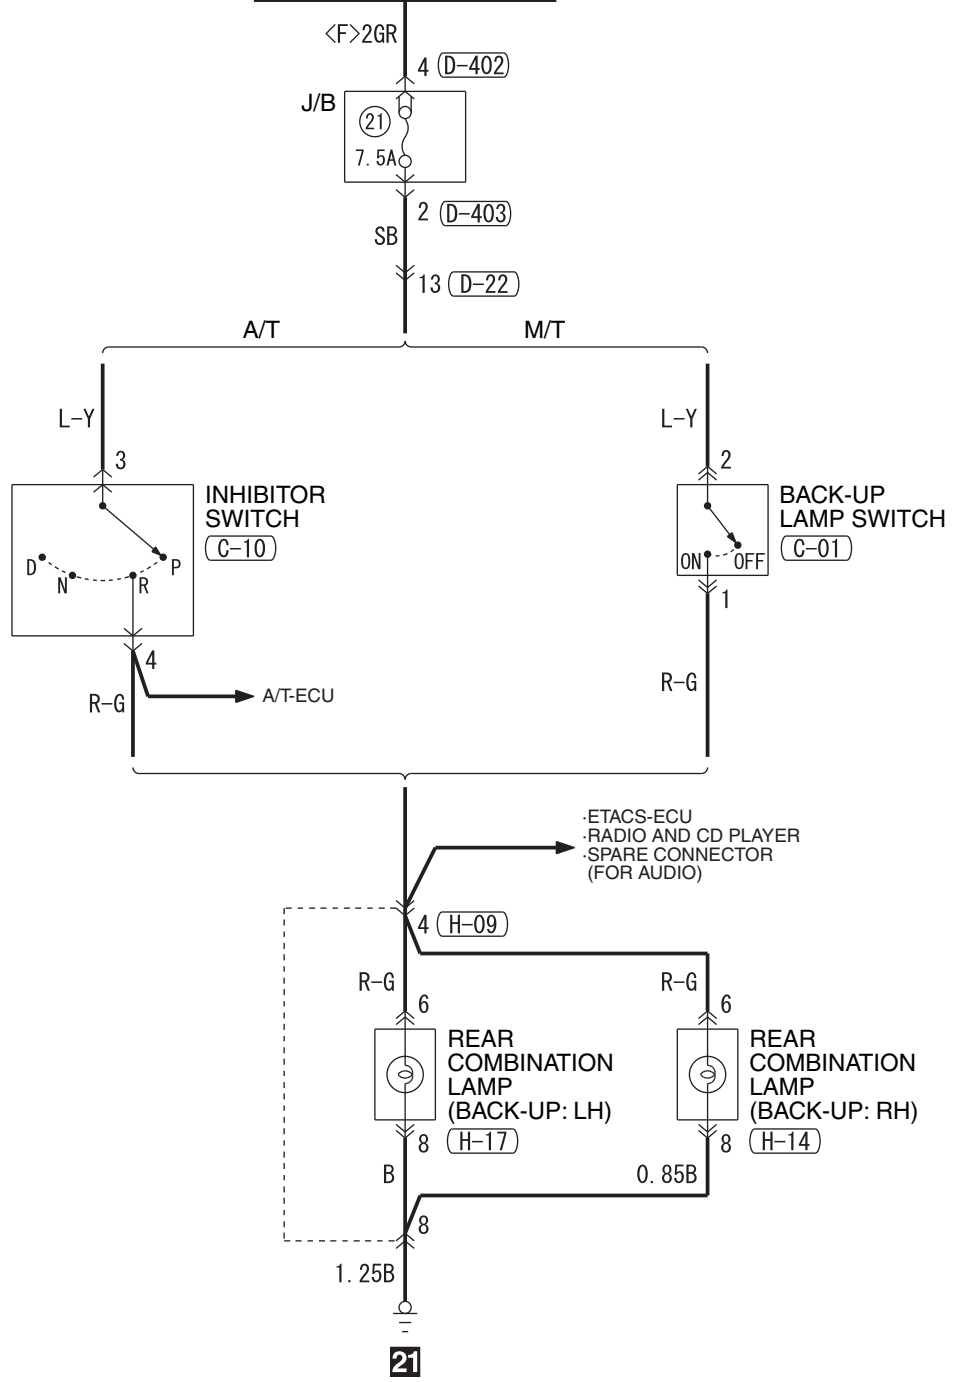 <F>2GR
4 D-402
J/B
21
7.5A
2 D-403
SB
13 D-22
A/T
M/T
L-Y
L-Y
3
2
INHIBITOR
SWITCH
C-10
BACK-UP
LAMP SWITCH
C-01
D
N
R
P
ON
OFF
1
4
R-G
A/T-ECU
R-G
·ETACS-ECU
·RADIO AND CD PLAYER
·SPARE CONNECTOR
(FOR AUDIO)
4 H-09
R-G
R-G
6
6
REAR
COMBINATION
LAMP
(BACK-UP: LH)
H-17
REAR
COMBINATION
LAMP
(BACK-UP: RH)
H-14
8
8
B
0.85B
8
1.25B
21